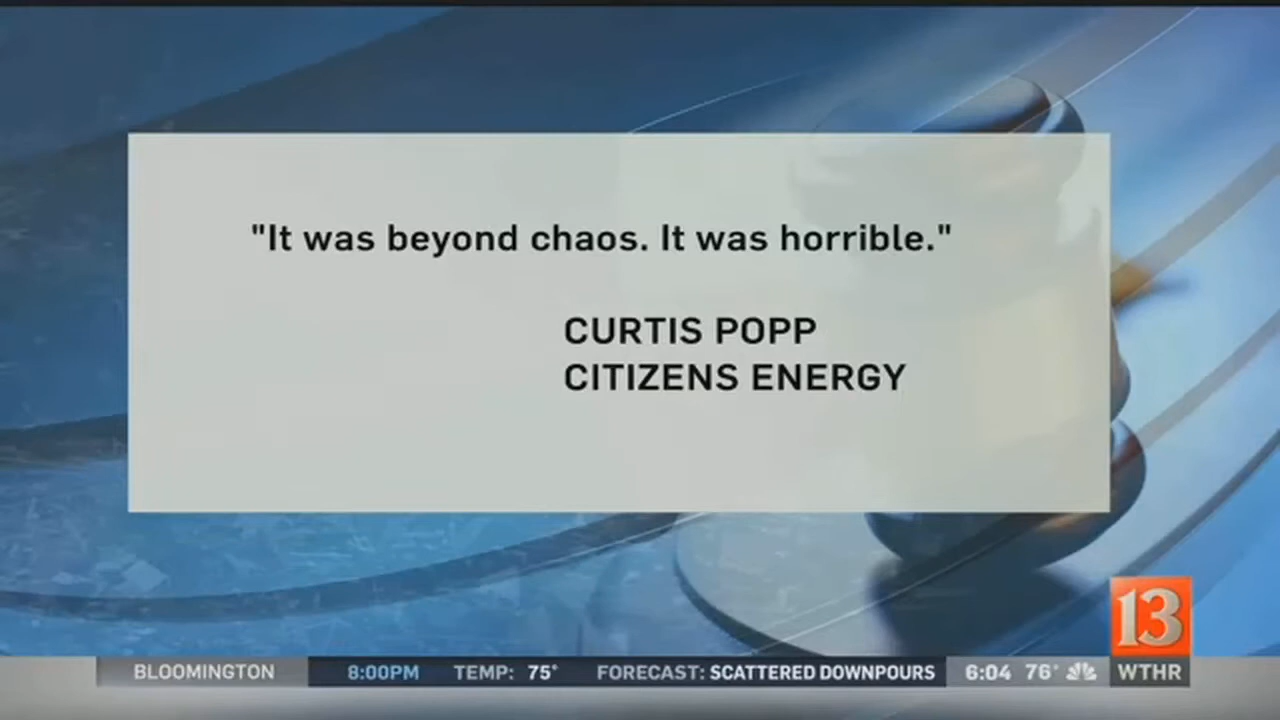 "It was beyond chaos. It was horrible."
CURTIS POPP
CITIZENS ENERGY
13
BLOOMINGTON 8:00PM TEMP: 75° FORECAST: SCATTERED DOWNPOURS 6:04 76° WTHR